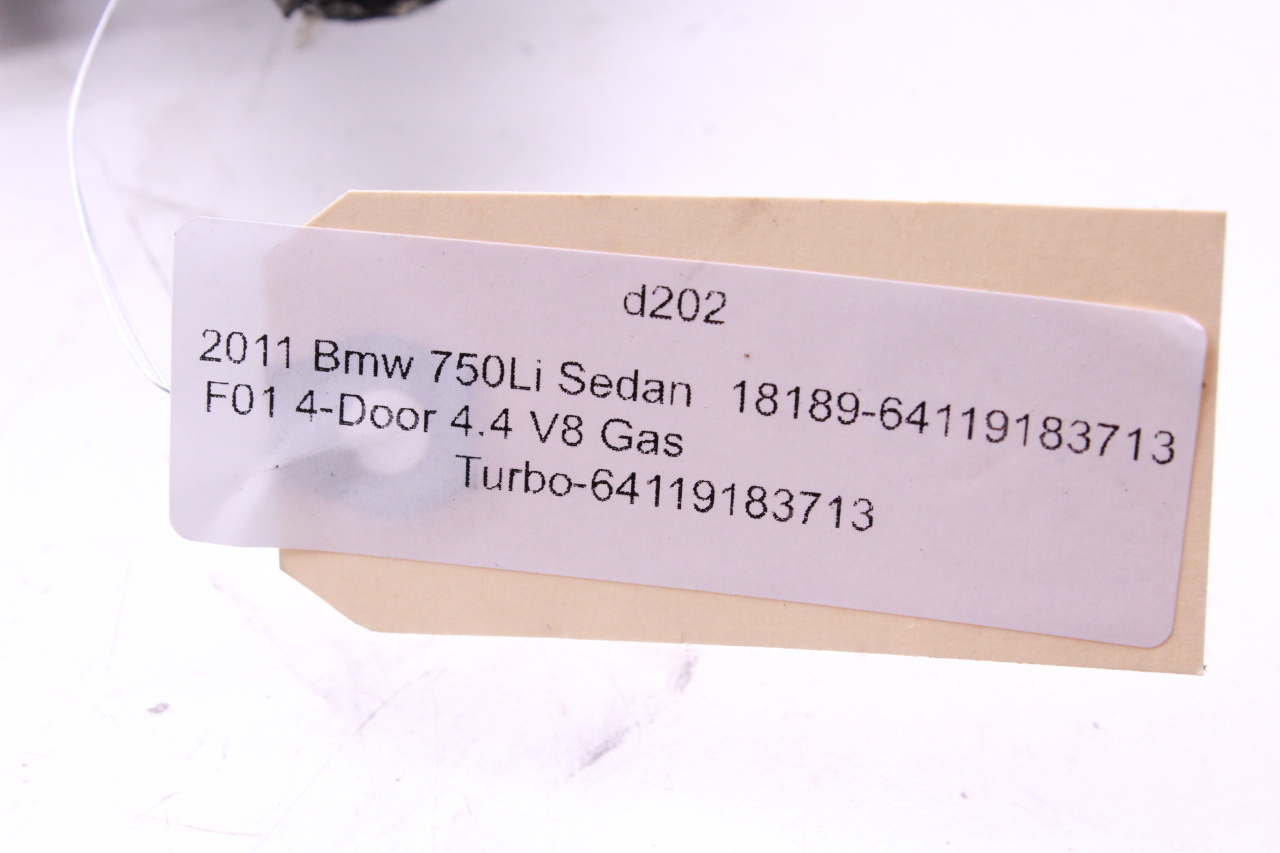 d202
2011 Bmw 750Li Sedan 18189-64119183713
F01 4-Door 4.4 V8 Gas
Turbo-64119183713